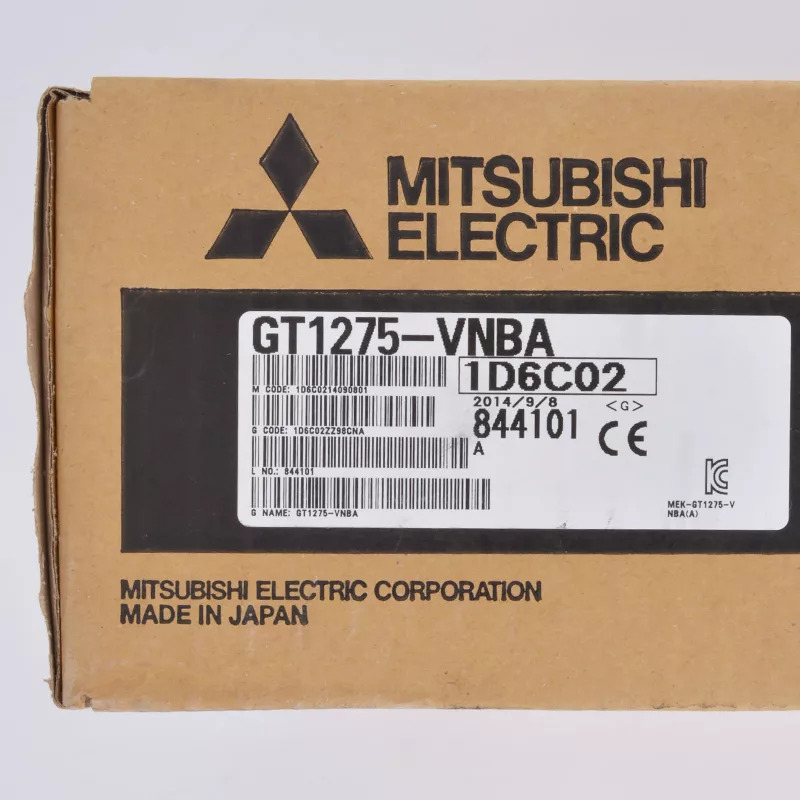 MITSUBISHI
ELECTRIC
GT1275-VNBA
1D6C02
M CODE: 1D6C0214090801
2014/9/8 <G>
844101 CE
G CODE: 1D6C02ZZ98CNA
A
L NO.: 844101
MEK-GT1275-V
NBA(A)
G NAME: GT1275-VNBA
MITSUBISHI ELECTRIC CORPORATION
MADE IN JAPAN